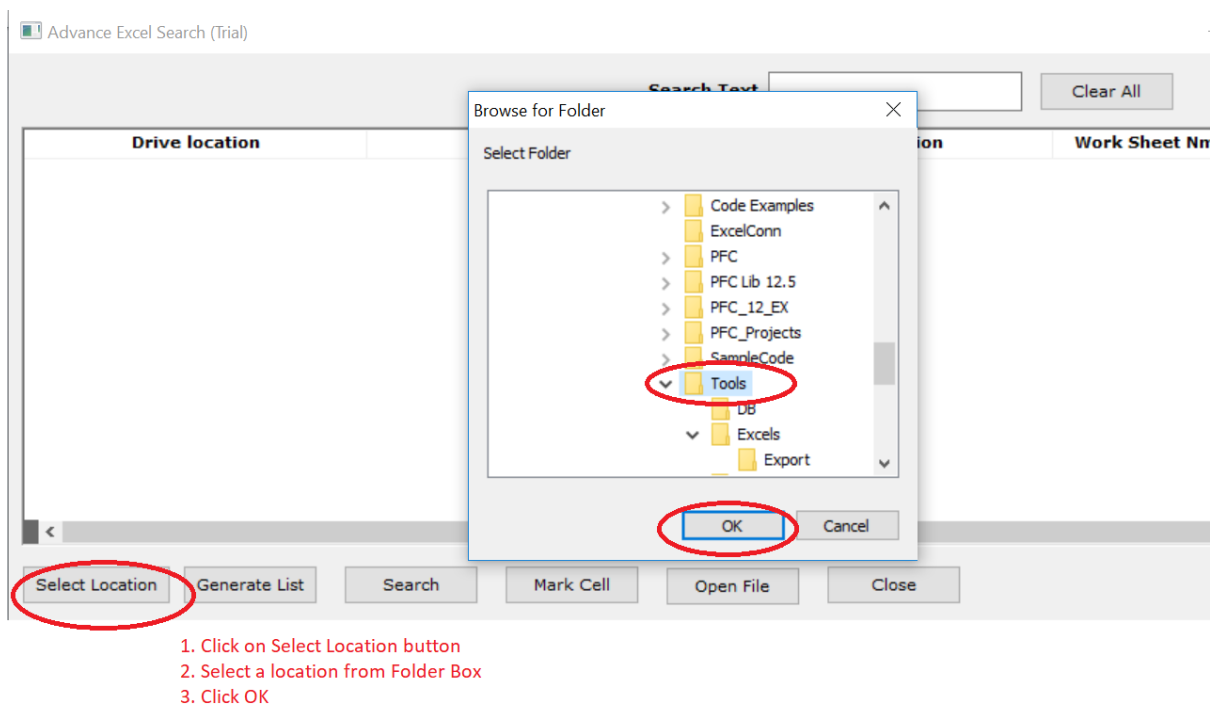 Advance Excel Search (Trial)
Search Text
Clear All
Browse for Folder
Drive location
ion
Work Sheet Nm
Select Folder
Code Examples
ExcelConn
PFC
PFC Lib 12.5
PFC_12_EX
PFC_Projects
SampleCode
Tools
DB
Excels
Export
OK
Cancel
Select Location
Generate List
Search
Mark Cell
Open File
Close
1. Click on Select Location button
2. Select a location from Folder Box
3. Click OK